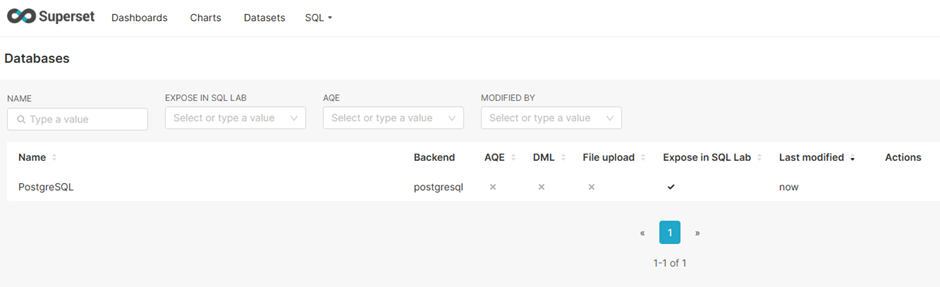 Superset Dashboards Charts Datasets SQL
Databases
NAME EXPOSE IN SQL LAB AQE MODIFIED BY
Type a value Select or type a value Select or type a value Select or type a value
Name Backend AQE DML File upload Expose in SQL Lab Last modified Actions
PostgreSQL postgresql now
« 1 »
1-1 of 1